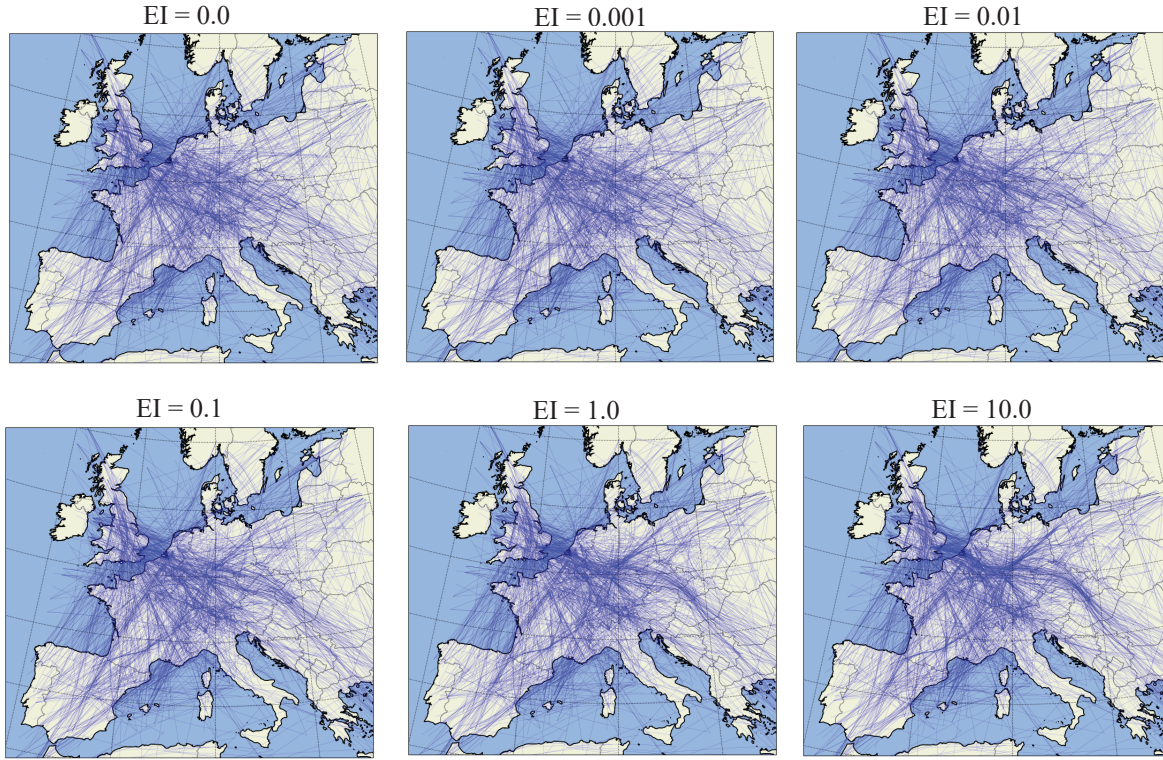 EI = 0.0
EI = 0.001
EI = 0.01
EI = 0.1
EI = 1.0
EI = 10.0